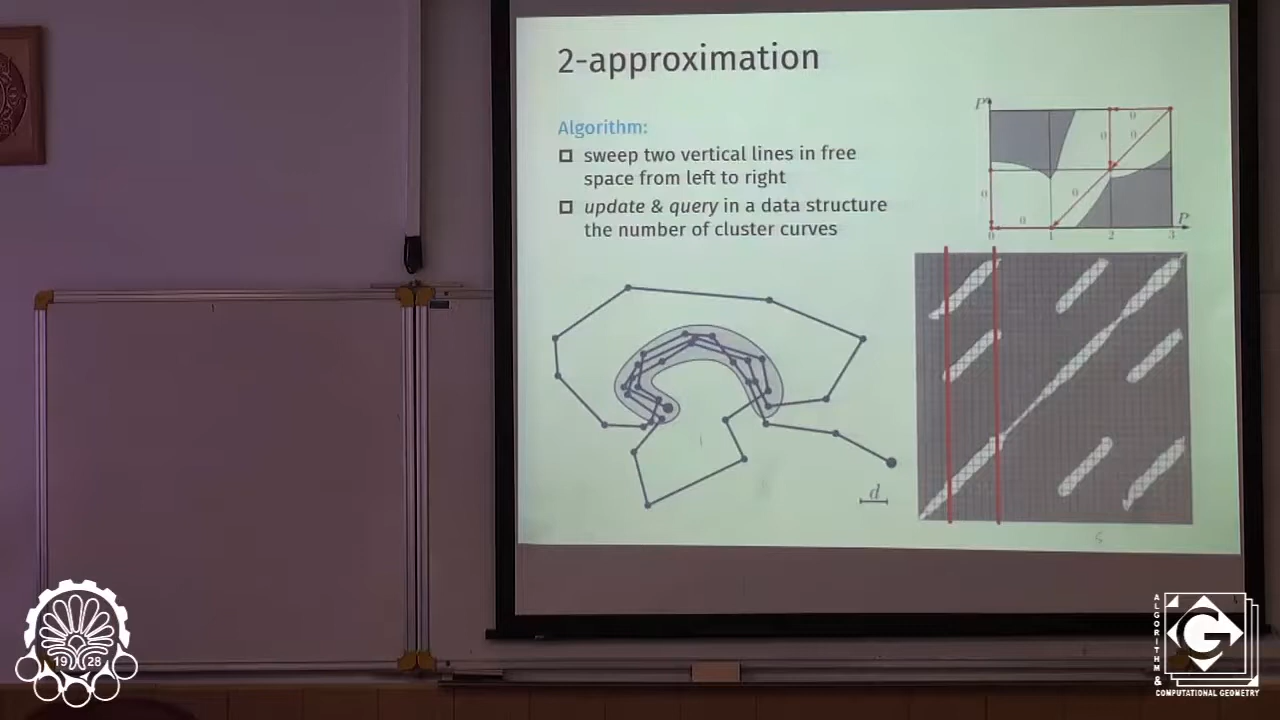 2-approximation
Algorithm:
sweep two vertical lines in free
space from left to right
update & query in a data structure
the number of cluster curves
P
0
0
0
0
0
0
P
0
1
2
3
d
19 28
ALGORITHM &
G
COMPUTATIONAL GEOMETRY